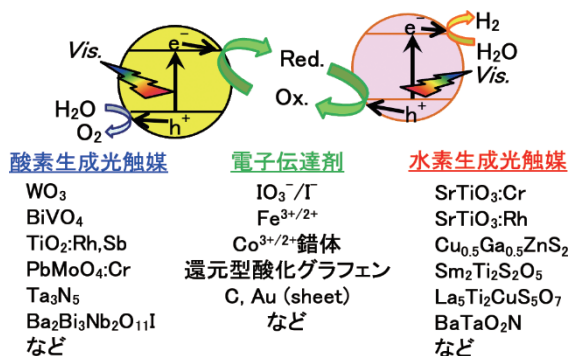 Vis.
e⁻
H₂O
O₂
h⁺
Red.
Ox.
e⁻
H₂
H₂O
Vis.
h⁺
酸素生成光触媒
WO₃
BiVO₄
TiO₂:Rh,Sb
PbMoO₄:Cr
Ta₃N₅
Ba₂Bi₃Nb₂O₁₁I
など
電子伝達剤
IO₃⁻/I⁻
Fe³⁺/²⁺
Co³⁺/²⁺錯体
還元型酸化グラフェン
C, Au (sheet)
など
水素生成光触媒
SrTiO₃:Cr
SrTiO₃:Rh
Cu₀.₅Ga₀.₅ZnS₂
Sm₂Ti₂S₂O₅
La₅Ti₂CuS₅O₇
BaTaO₂N
など